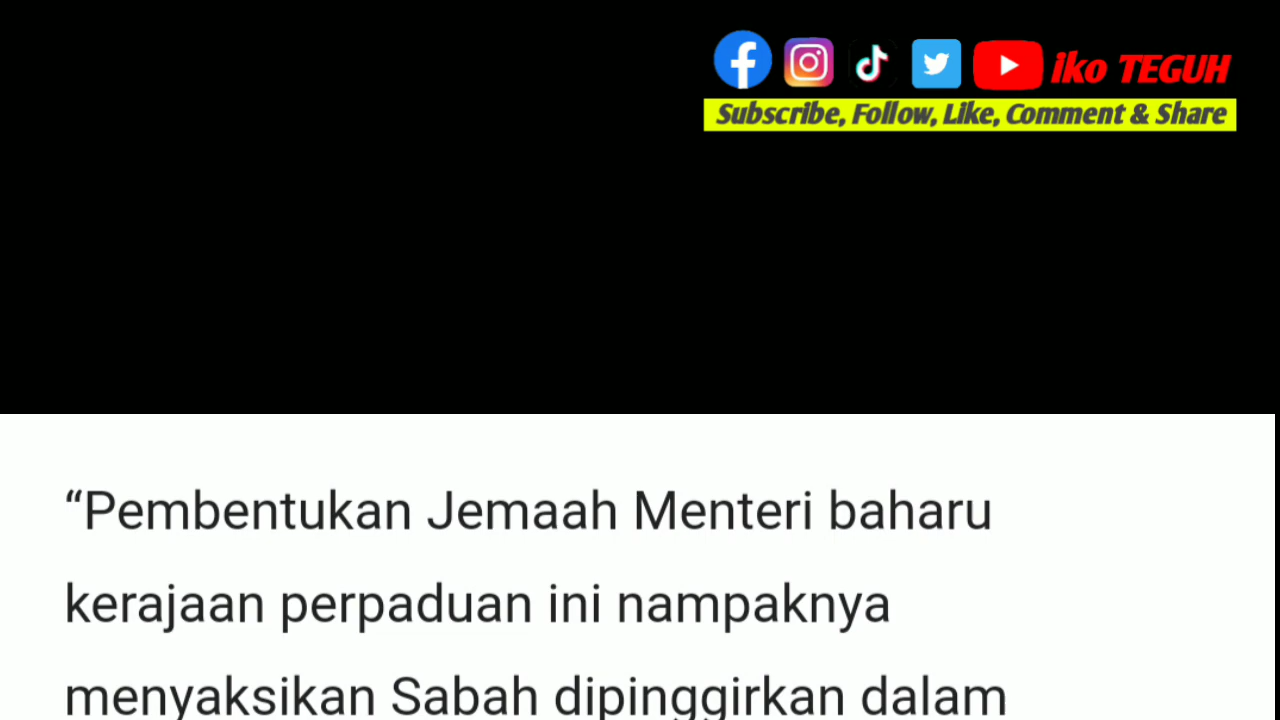 iko TEGUH
Subscribe, Follow, Like, Comment & Share
“Pembentukan Jemaah Menteri baharu
kerajaan perpaduan ini nampaknya
menyaksikan Sabah dipinggirkan dalam